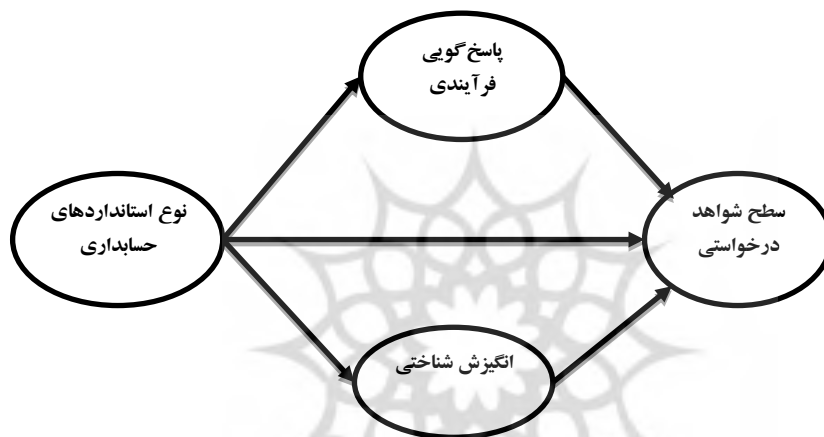 پاسخ‌گویی
فرآیندی
نوع استانداردهای
حسابداری
سطح شواهد
درخواستی
انگیزش شناختی